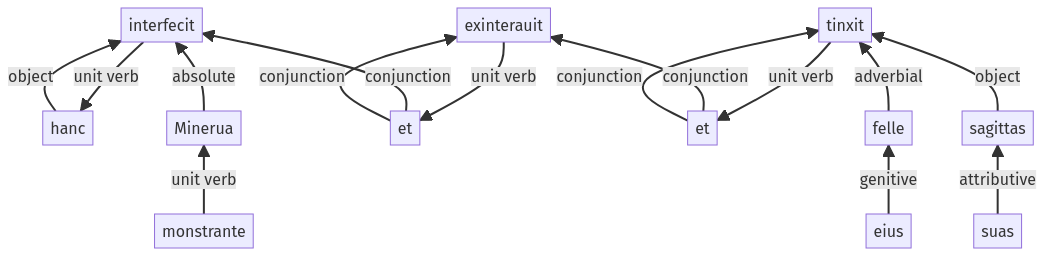 interfecit exinterauit tinxit
object unit verb absolute conjunction conjunction unit verb conjunction conjunction unit verb adverbial object
hanc Minerua et et felle sagittas
unit verb genitive attributive
monstrante eius suas